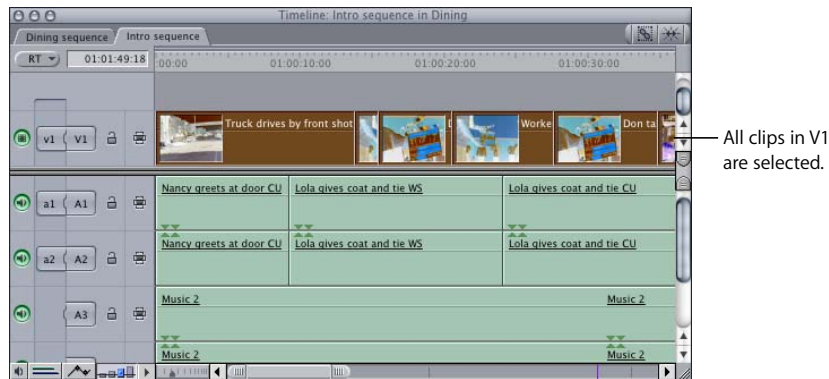 Timeline: Intro sequence in Dining
Dining sequence Intro sequence
RT 01:01:49:18 :00:00 01:00:10:00 01:00:20:00 01:00:30:00
v1 V1 Truck drives by front shot Worke Don ta
All clips in V1
are selected.
a1 A1 Nancy greets at door CU Lola gives coat and tie WS Lola gives coat and tie CU
a2 A2 Nancy greets at door CU Lola gives coat and tie WS Lola gives coat and tie CU
A3 Music 2 Music 2
Music 2 Music 2